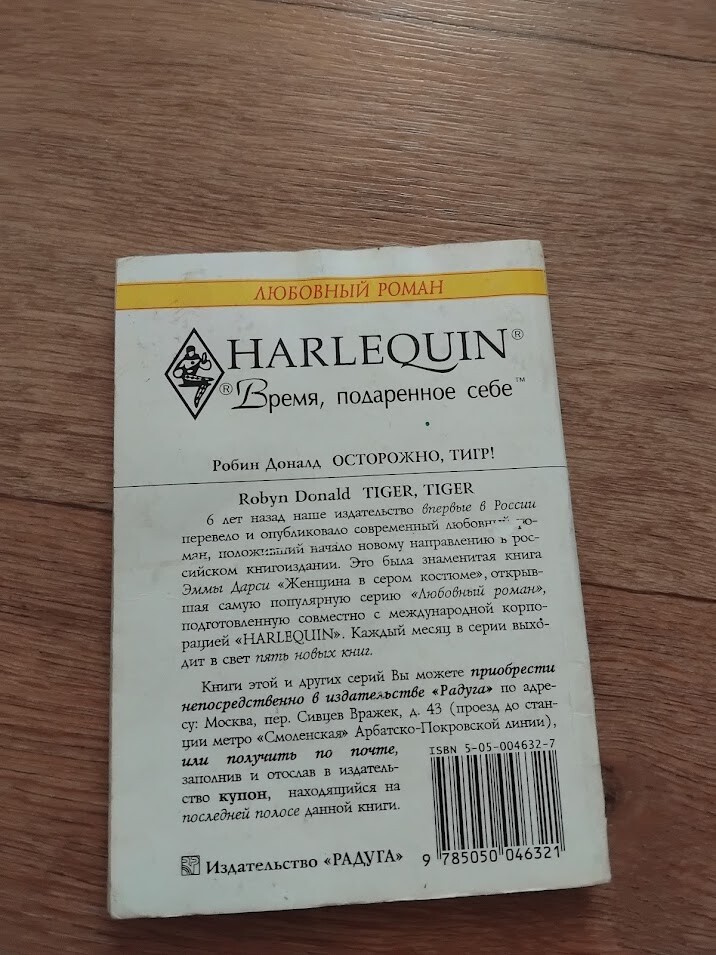 ЛЮБОВНЫЙ РОМАН
HARLEQUIN®
® Время, подаренное себе™
Робин Доналд ОСТОРОЖНО, ТИГР!
Robyn Donald TIGER, TIGER
6 лет назад наше издательство впервые в России
перевело и опубликовало современный любовный ро-
ман, положивший начало новому направлению в рос-
сийском книгоиздании. Это была знаменитая книга
Эммы Дарси «Женщина в сером костюме», открыв-
шая самую популярную серию «Любовный роман»,
подготовленную совместно с международной корпо-
рацией «HARLEQUIN». Каждый месяц в серии выхо-
дит в свет пять новых книг.
Книги этой и других серий Вы можете приобрести
непосредственно в издательстве «Радуга» по адре-
су: Москва, пер. Сивцев Вражек, д. 43 (проезд до стан-
ции метро «Смоленская» Арбатско-Покровской линии),
или получить по почте,
заполнив и отослав в издатель-
ство купон, находящийся на
последней полосе данной книги.
ISBN 5-05-004632-7
Издательство «РАДУГА»
9 785050 046321